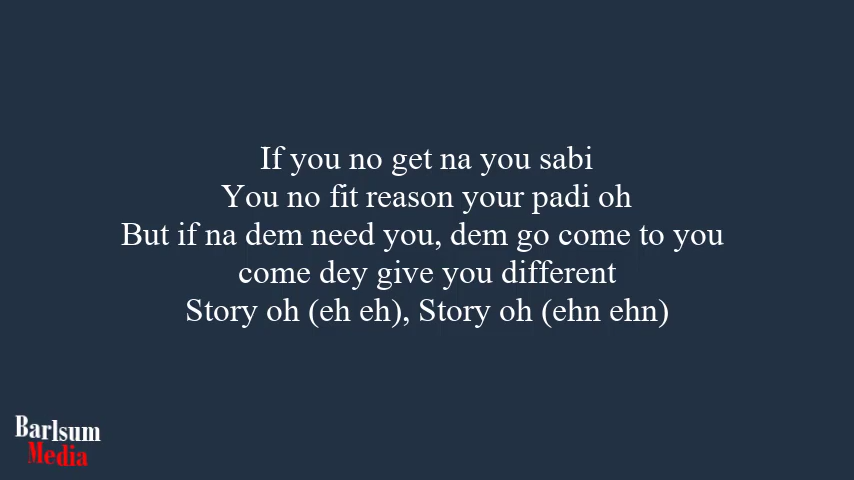 If you no get na you sabi
You no fit reason your padi oh
But if na dem need you, dem go come to you
come dey give you different
Story oh (eh eh), Story oh (ehn ehn)
Barlsum
Media